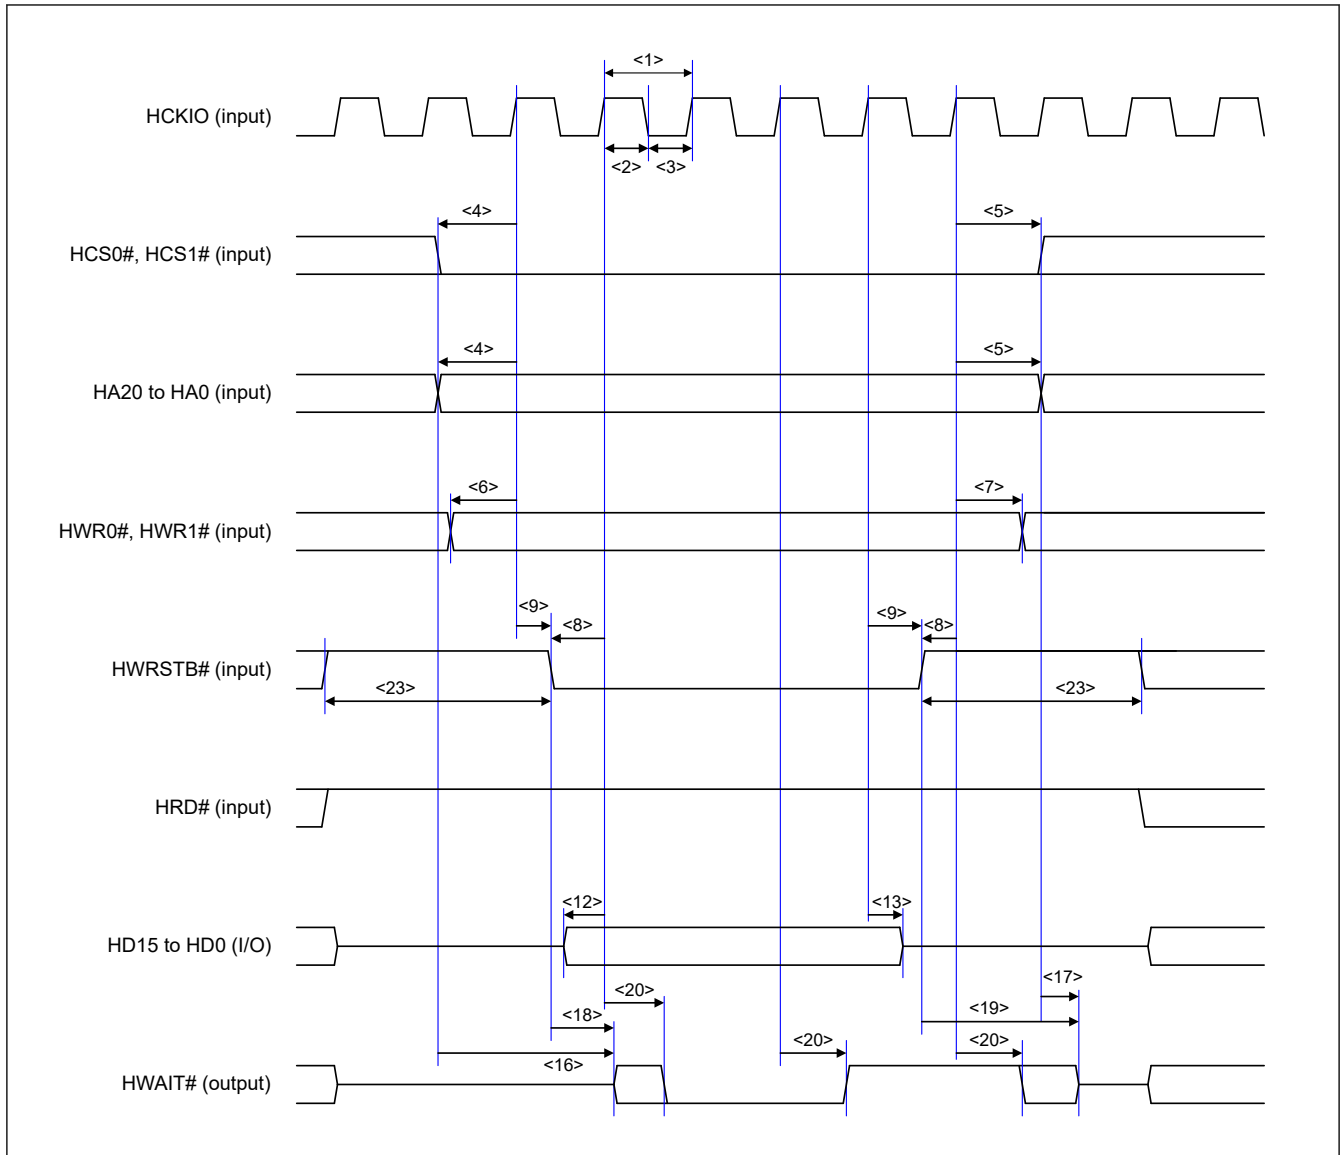 <1>
HCKIO (input)
<2> <3>
<4> <5>
HCS0#, HCS1# (input)
<4> <5>
HA20 to HA0 (input)
<6> <7>
HWR0#, HWR1# (input)
<9> <8> <9> <8>
HWRSTB# (input)
<23> <23>
HRD# (input)
<12> <13>
HD15 to HD0 (I/O)
<17>
<20>
<19>
<18>
<20> <20>
<16>
HWAIT# (output)